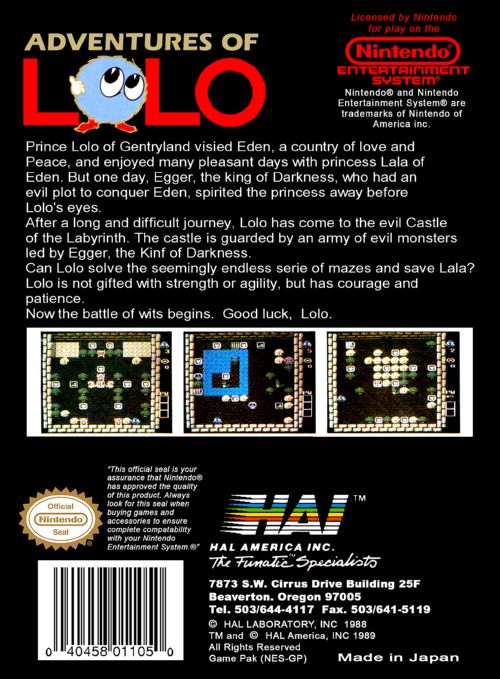 Licensed by Nintendo
for play on the
Nintendo®
ENTERTAINMENT
SYSTEM®
Nintendo® and Nintendo
Entertainment System® are
trademarks of Nintendo of
America inc.
ADVENTURES OF
LOLO
Prince Lolo of Gentryland visied Eden, a country of love and
Peace, and enjoyed many pleasant days with princess Lala of
Eden. But one day, Egger, the king of Darkness, who had an
evil plot to conquer Eden, spirited the princess away before
Lolo's eyes.
After a long and difficult journey, Lolo has come to the evil Castle
of the Labyrinth. The castle is guarded by an army of evil monsters
led by Egger, the Kinf of Darkness.
Can Lolo solve the seemingly endless serie of mazes and save Lala?
Lolo is not gifted with strength or agility, but has courage and
patience.
Now the battle of wits begins. Good luck, Lolo.
Official
Nintendo
Seal
"This official seal is your
assurance that Nintendo®
has approved the quality
of this product. Always
look for this seal when
buying games and
accessories to ensure
complete compatability
with your Nintendo
Entertainment System.®"
HAL ™
HAL AMERICA INC.
The Funatic™ Specialists
7873 S.W. Cirrus Drive Building 25F
Beaverton. Oregon 97005
Tel. 503/644-4117 Fax. 503/641-5119
© HAL LABORATORY, INC 1988
TM and © HAL America, INC 1989
All Rights Reserved
Game Pak (NES-GP) Made in Japan
0 40458 01105 0